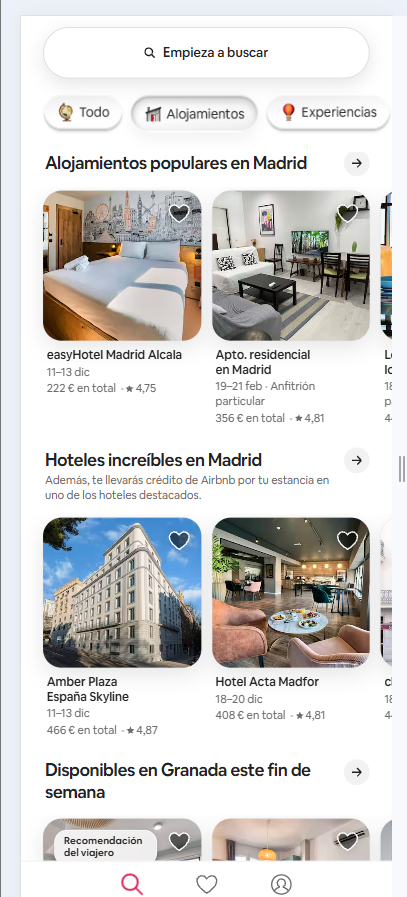 Empieza a buscar
Todo
Alojamientos
Experiencias
Alojamientos populares en Madrid
easyHotel Madrid Alcala
11–13 dic
222 € en total · ★ 4,75
Apto. residencial
en Madrid
19–21 feb · Anfitrión
particular
356 € en total · ★ 4,81
Hoteles increíbles en Madrid
Además, te llevarás crédito de Airbnb por tu estancia en
uno de los hoteles destacados.
Amber Plaza
España Skyline
11–13 dic
466 € en total · ★ 4,87
Hotel Acta Madfor
18–20 dic
408 € en total · ★ 4,81
Disponibles en Granada este fin de
semana
Recomendación
del viajero